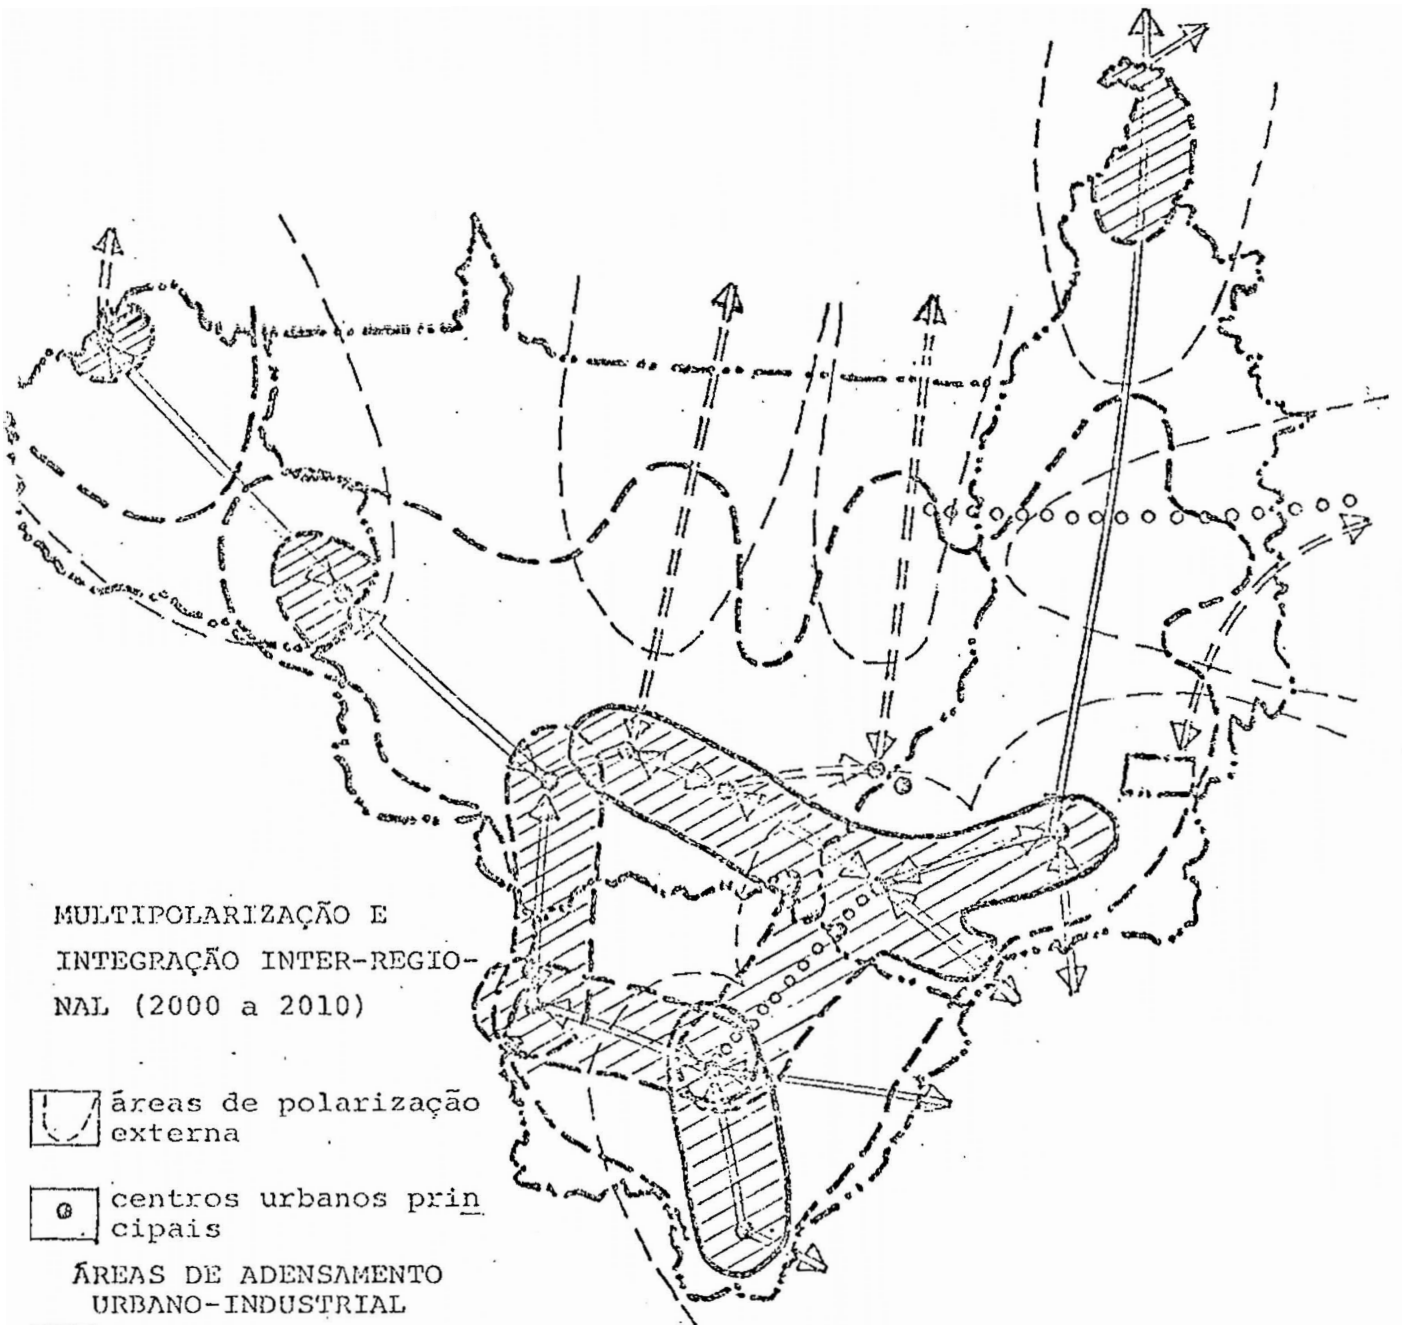 MULTIPOLARIZAÇÃO E
INTEGRAÇÃO INTER-REGIO-
NAL (2000 a 2010)
áreas de polarização
externa
centros urbanos prin
cipais
ÁREAS DE ADENSAMENTO
URBANO-INDUSTRIAL